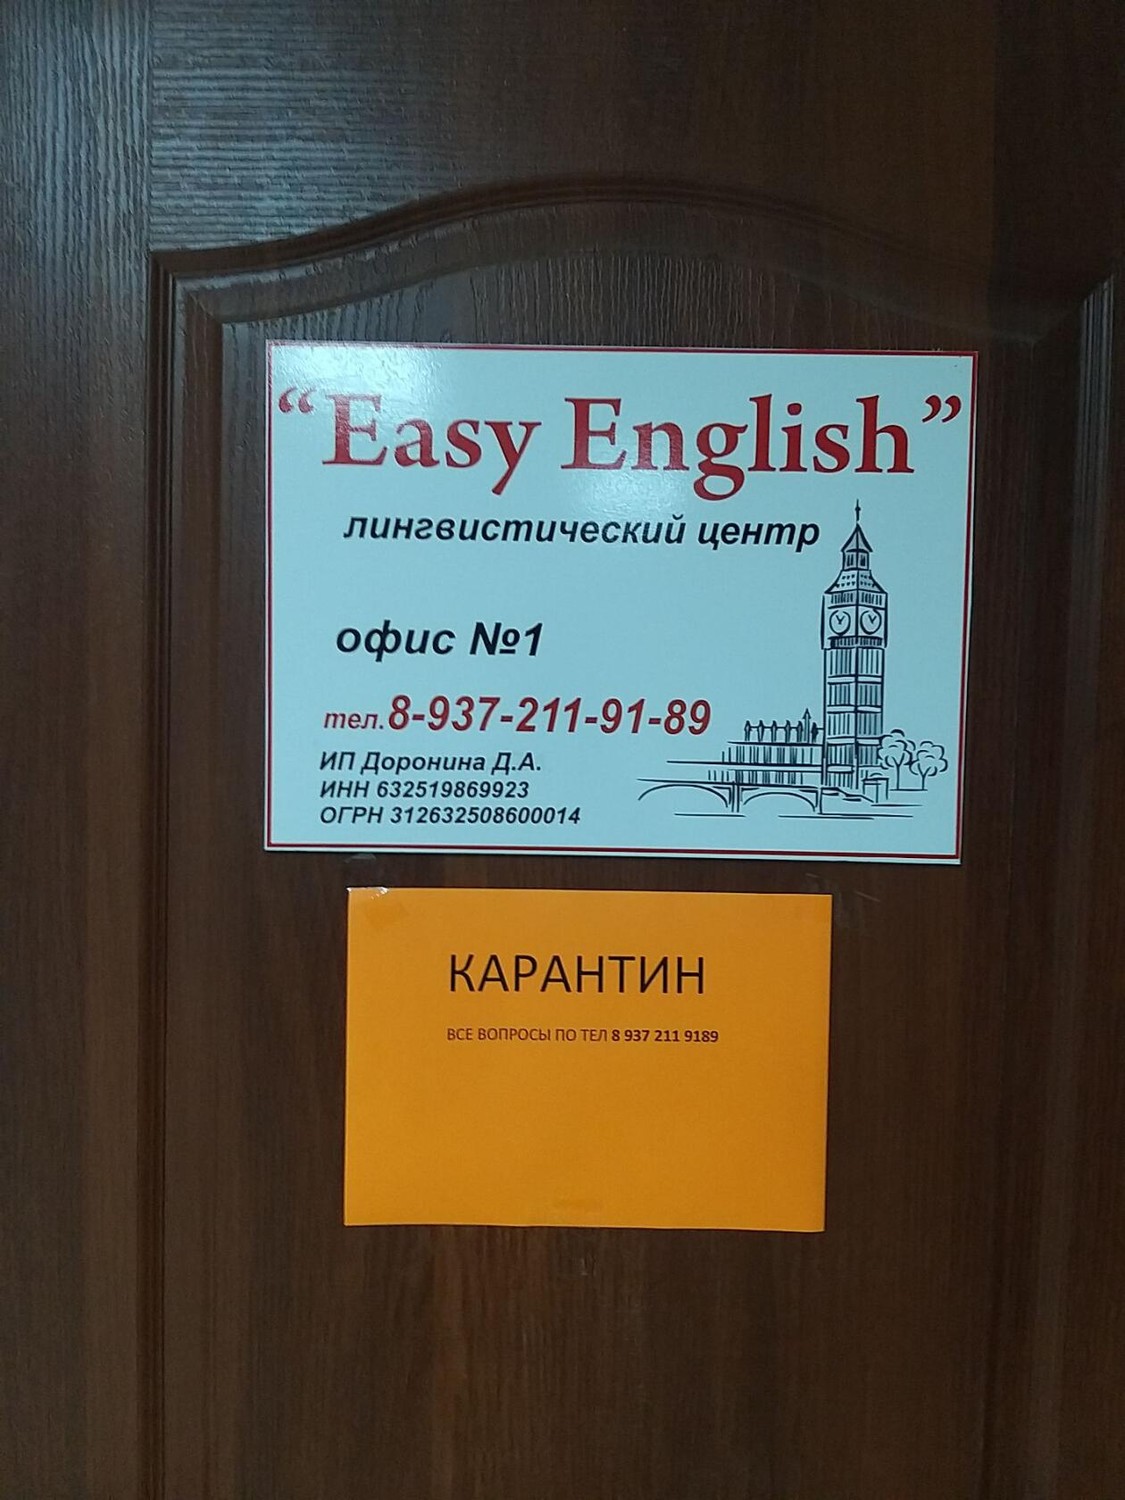 “Easy English”
лингвистический центр
офис №1
тел.8-937-211-91-89
ИП Доронина Д.А.
ИНН 632519869923
ОГРН 312632508600014
КАРАНТИН
ВСЕ ВОПРОСЫ ПО ТЕЛ 8 937 211 9189